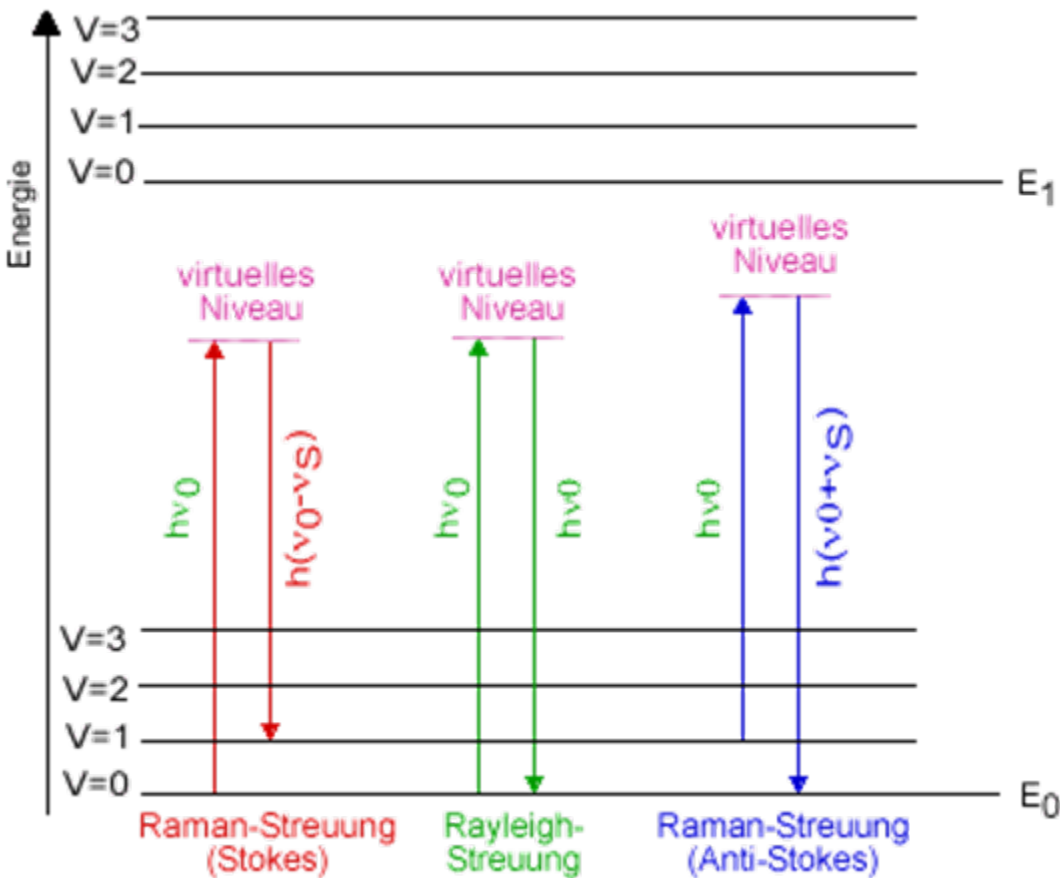 V=3
V=2
V=1
V=0
E1
Energie
virtuelles
Niveau
virtuelles
Niveau
virtuelles
Niveau
hν0
h(ν0-νS)
hν0
hν0
hν0
h(ν0+νS)
V=3
V=2
V=1
V=0
E0
Raman-Streuung
(Stokes)
Rayleigh-
Streuung
Raman-Streuung
(Anti-Stokes)